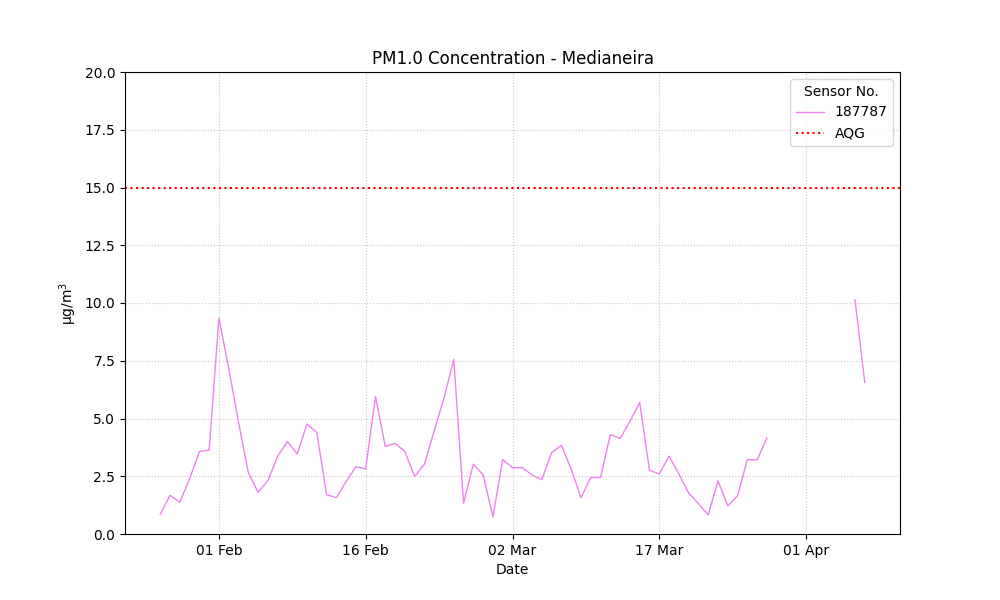 PM1.0 Concentration - Medianeira
20.0
17.5
15.0
12.5
10.0
7.5
5.0
2.5
0.0
µg/m³
Sensor No.
187787
AQG
01 Feb
16 Feb
02 Mar
17 Mar
01 Apr
Date